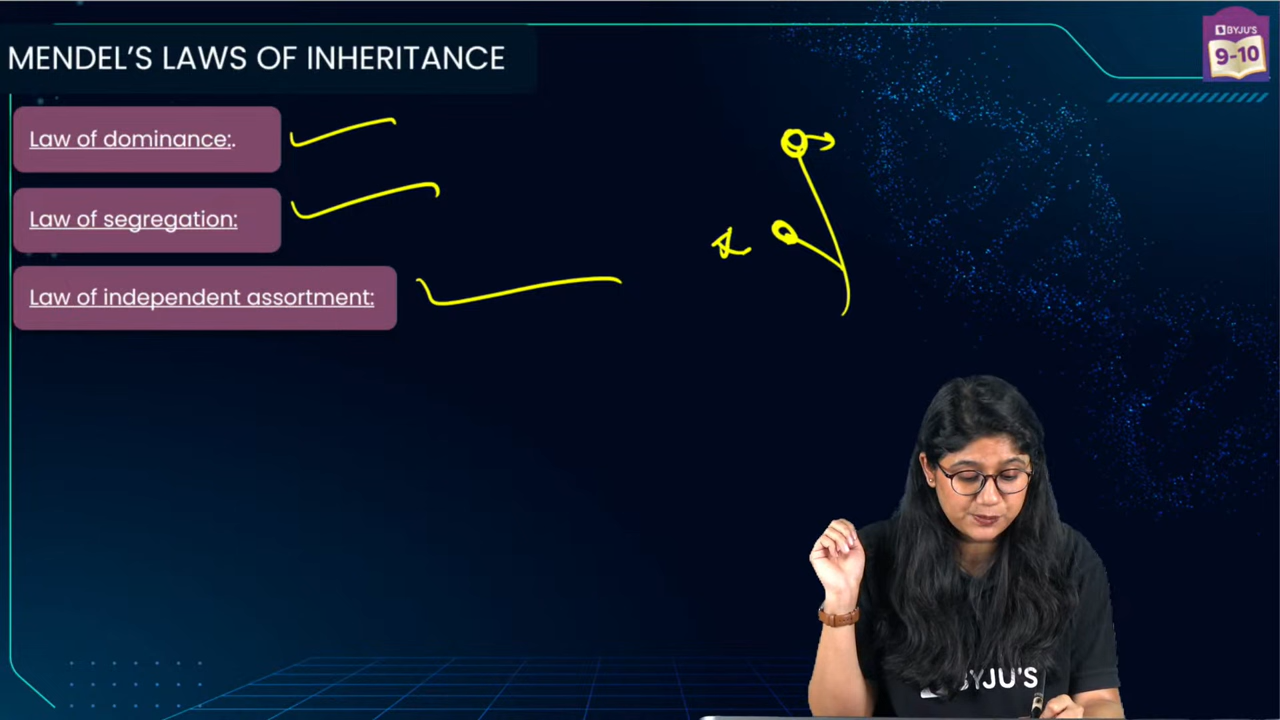 MENDEL'S LAWS OF INHERITANCE
BYJU'S
9-10
Law of dominance:.
Law of segregation:
Law of independent assortment:
BYJU'S